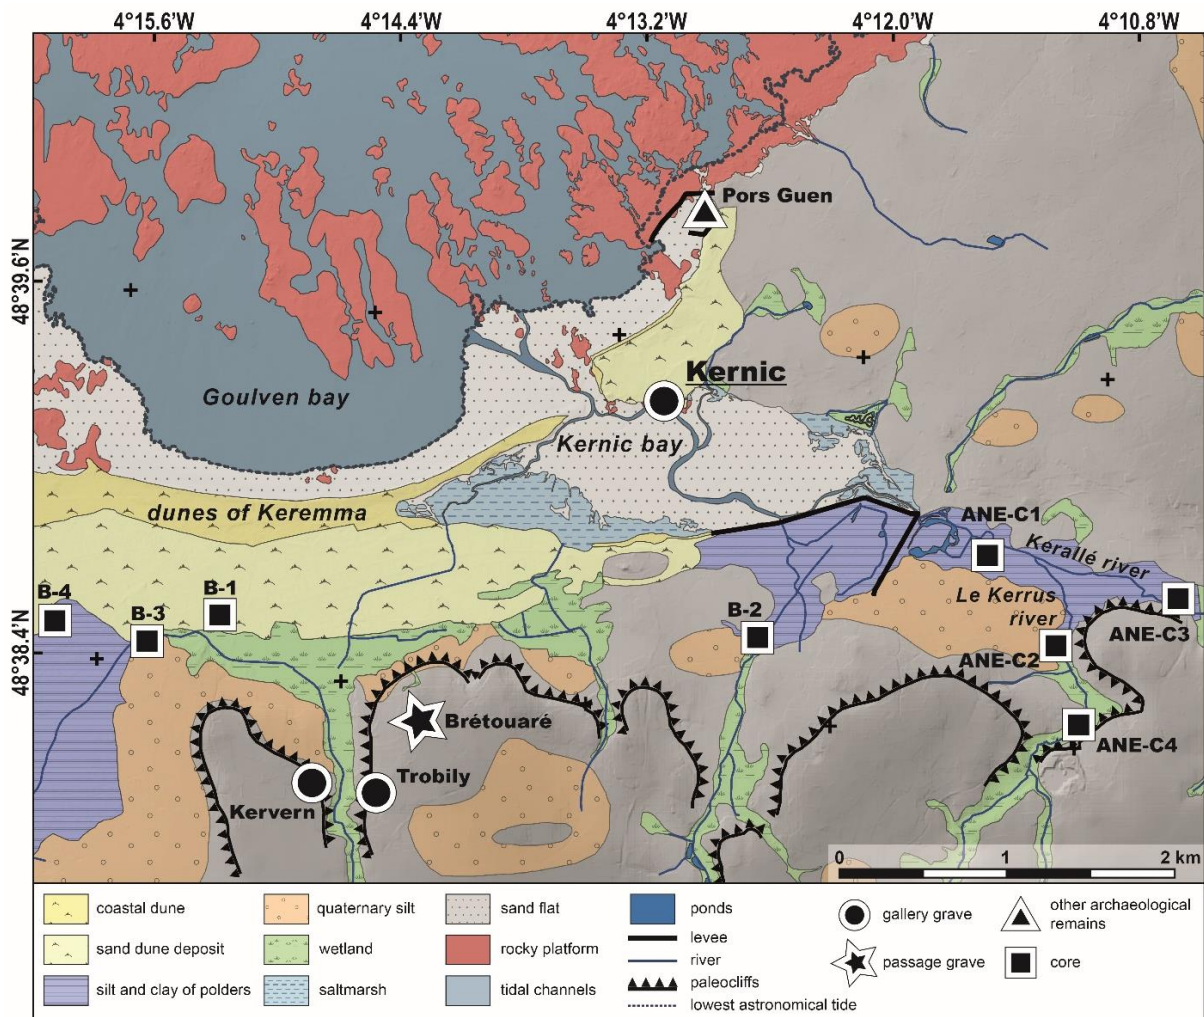 4°15.6'W 4°14.4'W 4°13.2'W 4°12.0'W 4°10.8'W
Pors Guen
48°39.6'N
Kernic
Goulven bay
Kernic bay
dunes of Keremma
ANE-C1
Kerallé river
B-4
B-1
B-3
B-2
Le Kerrus
river
ANE-C3
48°38.4'N
ANE-C2
Brétouaré
ANE-C4
Trobily
Kervern
0 1 2 km
coastal dune
sand dune deposit
silt and clay of polders
quaternary silt
wetland
saltmarsh
sand flat
rocky platform
tidal channels
ponds
levee
river
paleocliffs
lowest astronomical tide
gallery grave
passage grave
other archaeological
remains
core